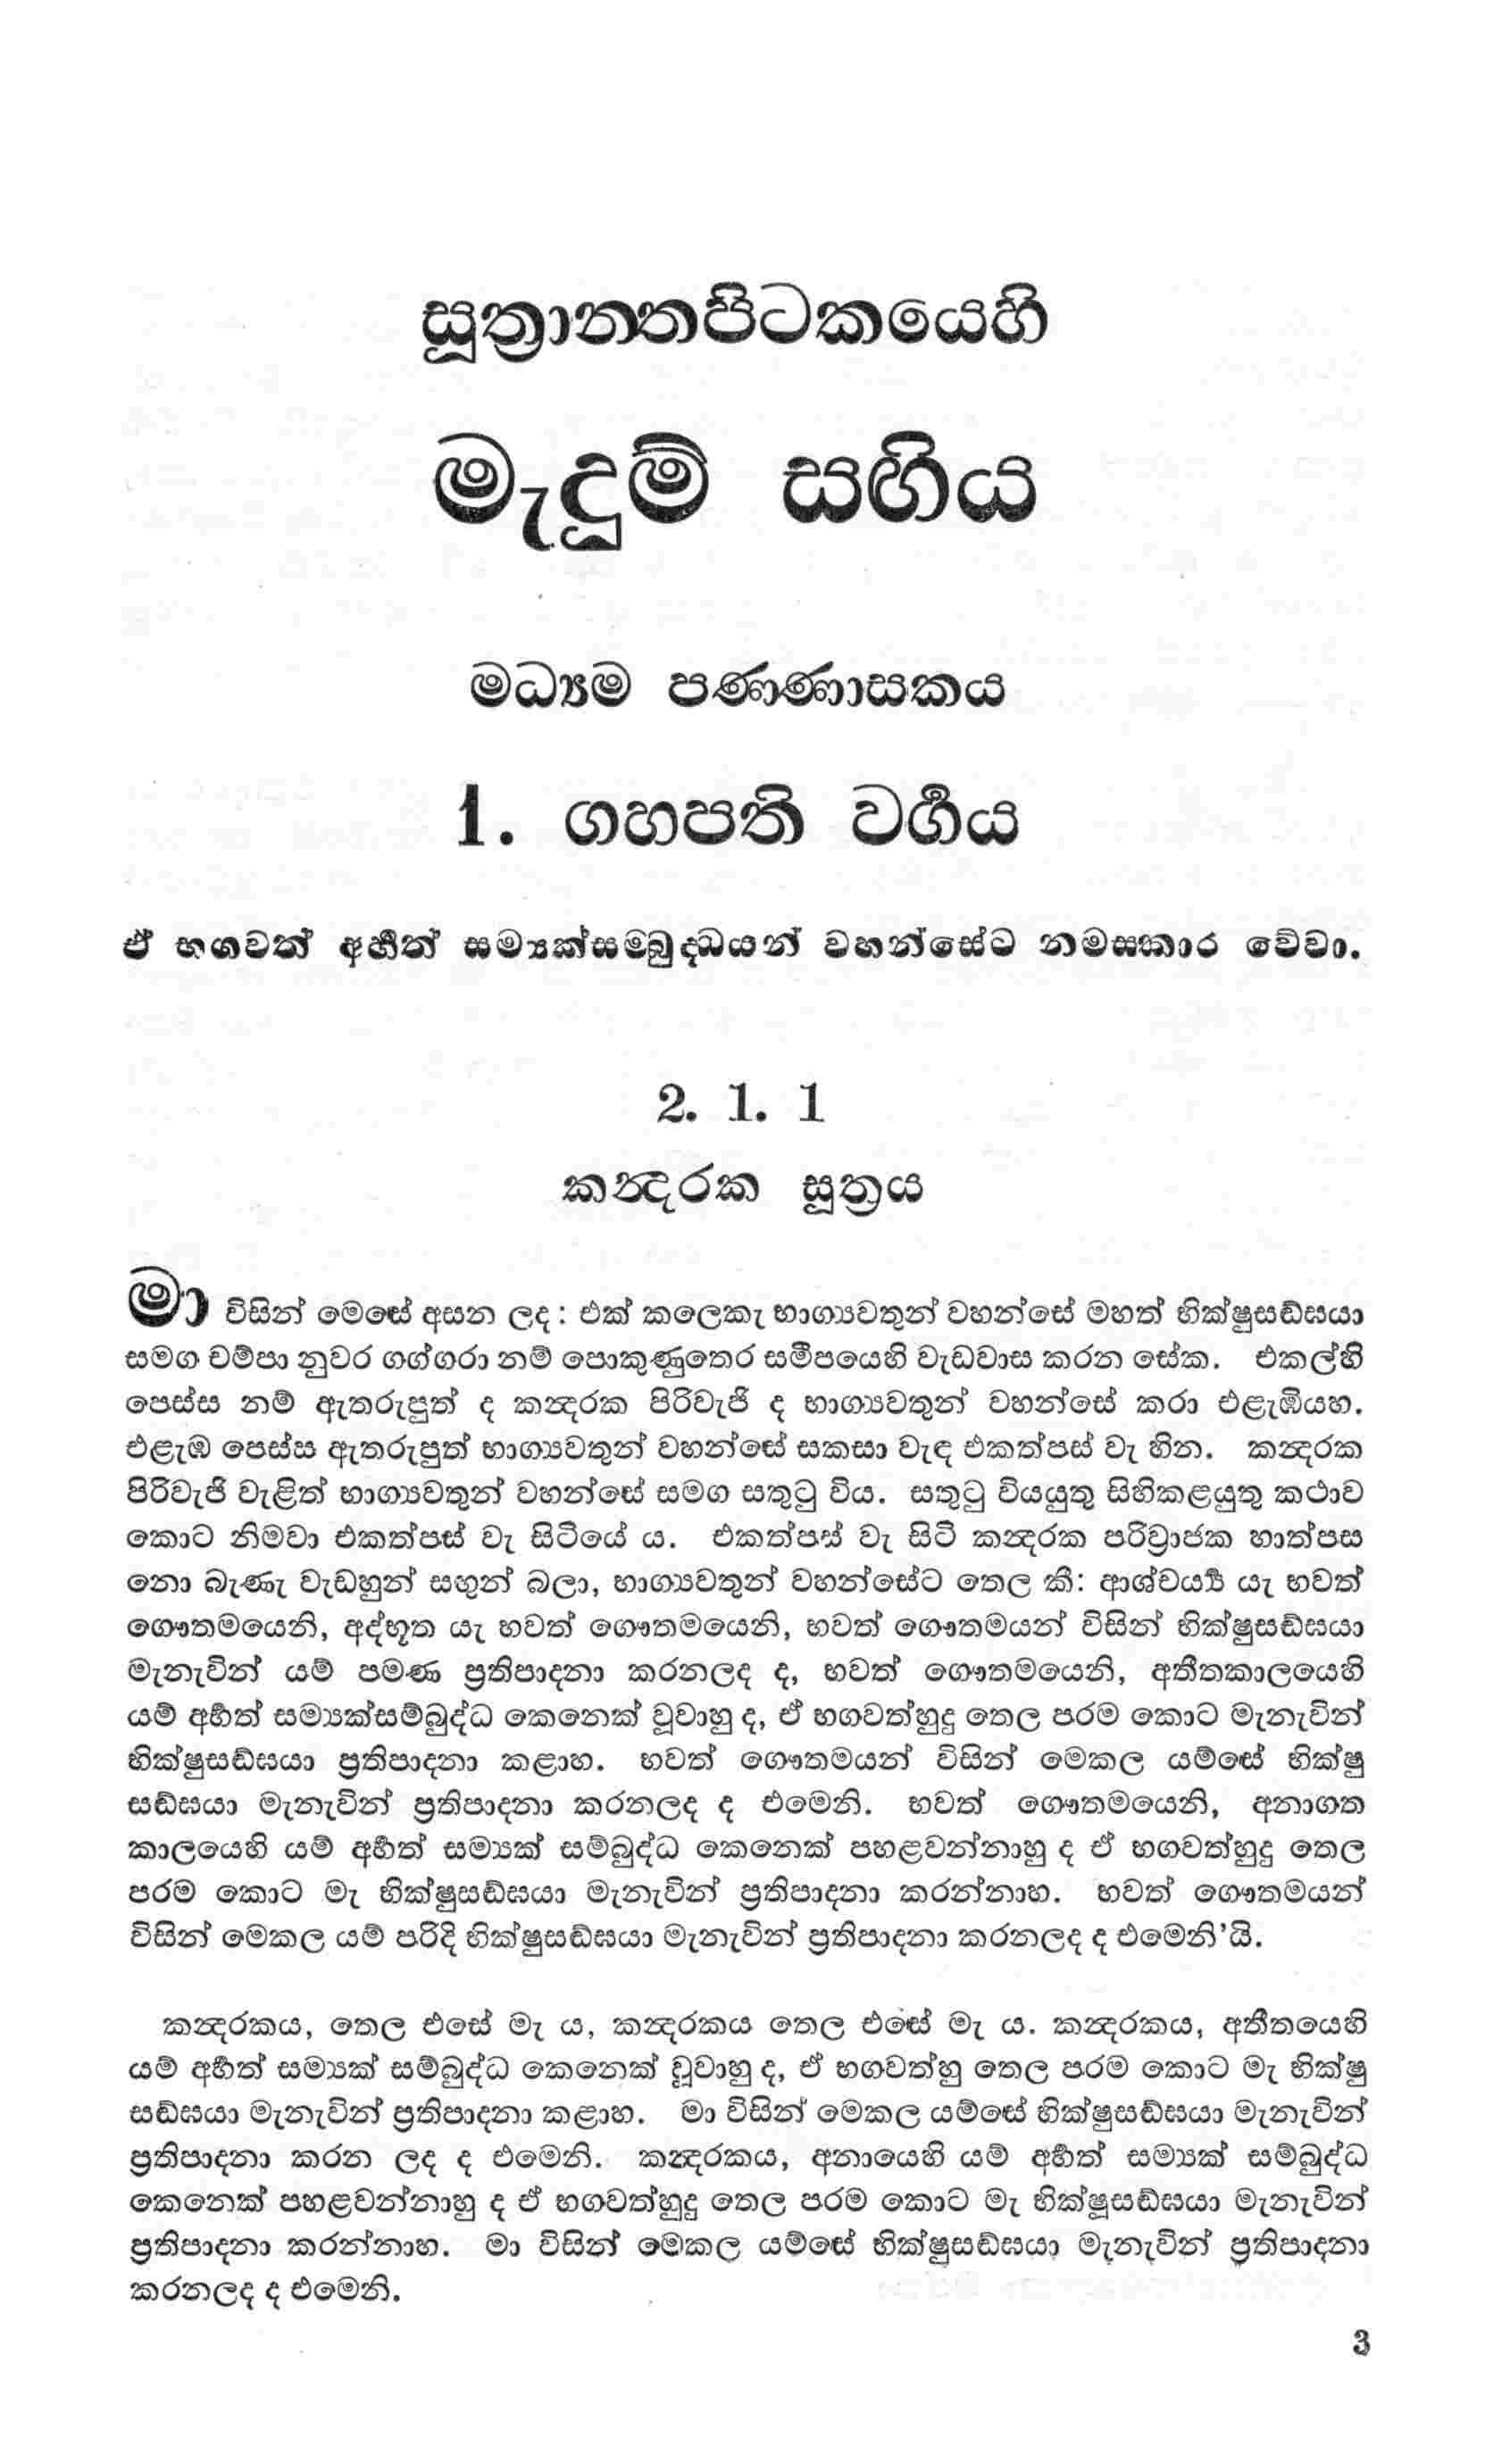 සූත්‍රාන්තපිටකයෙහි
මැදුම් සඟිය
මධ්‍යම පණ්ණාසකය
1. ගහපති වර්‍ගය
ඒ භගවත් අර්‍හත් සම්‍යක්සම්බුද්ධයන් වහන්සේට නමස්කාර වේවා.
2. 1. 1
කන්‍දරක සූත්‍රය
මා විසින් මෙසේ අසන ලද: එක් කලෙකැ භාග්‍යවතුන් වහන්සේ මහත් භික්ෂුසඞ්ඝයා
සමග චම්පා නුවර ගග්ගරා නම් පොකුණුතෙර සමීපයෙහි වැඩවාස කරන සේක. එකල්හි
පෙස්ස නම් ඇතරුපුත් ද කන්‍දරක පිරිවැජි ද භාග්‍යවතුන් වහන්සේ කරා එළැඹියහ.
එළැඹ පෙස්ස ඇතරුපුත් භාග්‍යවතුන් වහන්සේ සකසා වැඳ එකත්පස් වැ හින. කන්‍දරක
පිරිවැජි වැළිත් භාග්‍යවතුන් වහන්සේ සමග සතුටු විය. සතුටු වියයුතු සිහිකළයුතු කථාව
කොට නිමවා එකත්පස් වැ සිටියේ ය. එකත්පස් වැ සිටි කන්‍දරක පරිව්‍රාජක හාත්පස
නො බැණැ වැඩහුන් සඟුන් බලා, භාග්‍යවතුන් වහන්සේට තෙල කී: ආශ්චර්‍ය්‍ය යැ භවත්
ගෞතමයෙනි, අද්භූත යැ භවත් ගෞතමයෙනි, භවත් ගෞතමයන් විසින් භික්ෂුසඞ්ඝයා
මැනැවින් යම් පමණ ප්‍රතිපාදනා කරනලද ද, භවත් ගෞතමයෙනි, අතීතකාලයෙහි
යම් අර්‍හත් සම්‍යක්සම්බුද්ධ කෙනෙක් වූවාහු ද, ඒ භගවත්හුදු තෙල පරම කොට මැනැවින්
භික්ෂුසඞ්ඝයා ප්‍රතිපාදනා කළාහ. භවත් ගෞතමයන් විසින් මෙකල යම්සේ භික්ෂු
සඞ්ඝයා මැනැවින් ප්‍රතිපාදනා කරනලද ද එමෙනි. භවත් ගෞතමයෙනි, අනාගත
කාලයෙහි යම් අර්‍හත් සම්‍යක් සම්බුද්ධ කෙනෙක් පහළවන්නාහු ද ඒ භගවත්හුදු තෙල
පරම කොට මැ භික්ෂුසඞ්ඝයා මැනැවින් ප්‍රතිපාදනා කරන්නාහ. භවත් ගෞතමයන්
විසින් මෙකල යම් පරිදි භික්ෂුසඞ්ඝයා මැනැවින් ප්‍රතිපාදනා කරනලද ද එමෙනි’යි.
කන්‍දරකය, තෙල එසේ මැ ය, කන්‍දරකය තෙල එසේ මැ ය. කන්‍දරකය, අතීතයෙහි
යම් අර්‍හත් සම්‍යක් සම්බුද්ධ කෙනෙක් වූවාහු ද, ඒ භගවත්හු තෙල පරම කොට මැ භික්ෂු
සඞ්ඝයා මැනැවින් ප්‍රතිපාදනා කළාහ. මා විසින් මෙකල යම්සේ භික්ෂුසඞ්ඝයා මැනැවින්
ප්‍රතිපාදනා කරන ලද ද එමෙනි. කන්‍දරකය, අනායෙහි යම් අර්‍හත් සම්‍යක් සම්බුද්ධ
කෙනෙක් පහළවන්නාහු ද ඒ භගවත්හුදු තෙල පරම කොට මැ භික්ෂූසඞ්ඝයා මැනැවින්
ප්‍රතිපාදනා කරන්නාහ. මා විසින් මෙකල යම්සේ භික්ෂුසඞ්ඝයා මැනැවින් ප්‍රතිපාදනා
කරනලද ද එමෙනි.
3